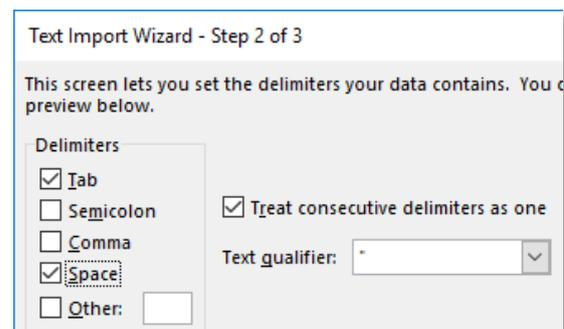 Text Import Wizard - Step 2 of 3
This screen lets you set the delimiters your data contains. You
preview below.
Delimiters
Tab
Semicolon
Treat consecutive delimiters as one
Comma
Text qualifier: "
Space
Other: